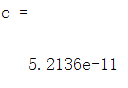 c =
5.2136e-11